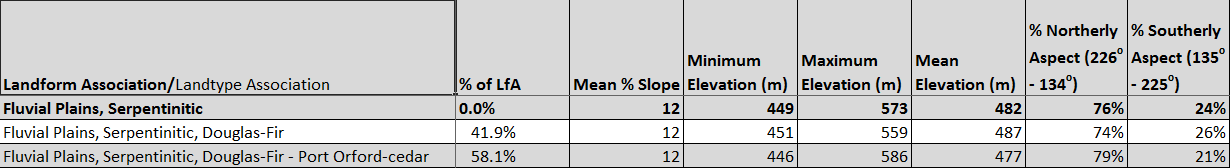 Landform Association/Landtype Association % of LfA Mean % Slope Minimum Elevation (m) Maximum Elevation (m) Mean Elevation (m) % Northerly Aspect (226° - 134°) % Southerly Aspect (135° - 225°)
Fluvial Plains, Serpentinitic 0.0% 12 449 573 482 76% 24%
Fluvial Plains, Serpentinitic, Douglas-Fir 41.9% 12 451 559 487 74% 26%
Fluvial Plains, Serpentinitic, Douglas-Fir - Port Orford-cedar 58.1% 12 446 586 477 79% 21%